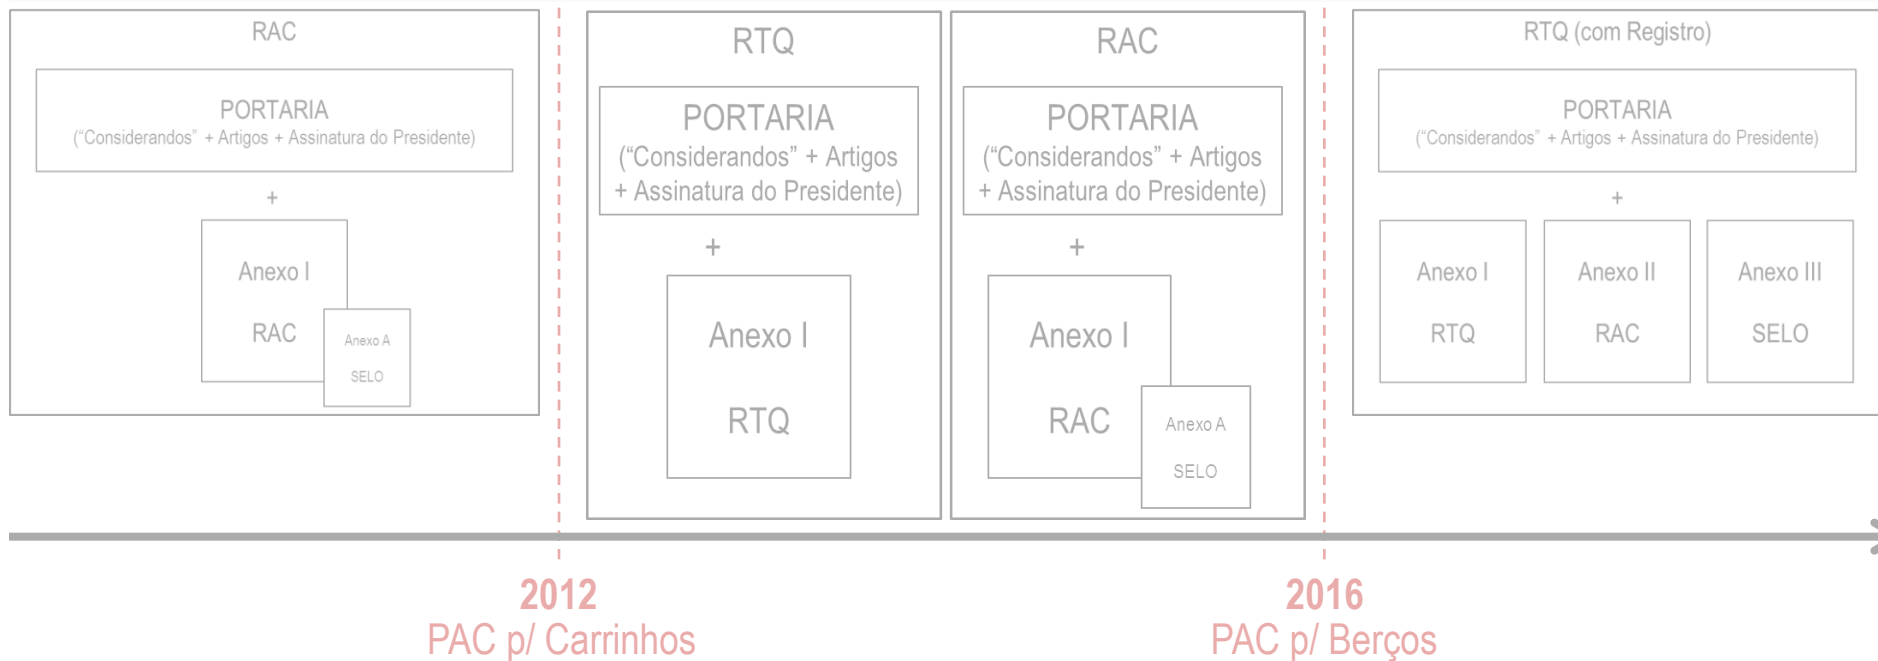 RAC
PORTARIA
(“Considerandos” + Artigos + Assinatura do Presidente)
+
Anexo I
RAC
Anexo A
SELO
RTQ
PORTARIA
(“Considerandos” + Artigos
+ Assinatura do Presidente)
+
Anexo I
RTQ
RAC
PORTARIA
(“Considerandos” + Artigos
+ Assinatura do Presidente)
+
Anexo I
RAC
Anexo A
SELO
RTQ (com Registro)
PORTARIA
(“Considerandos” + Artigos + Assinatura do Presidente)
+
Anexo I
RTQ
Anexo II
RAC
Anexo III
SELO
2012
PAC p/ Carrinhos
2016
PAC p/ Berços